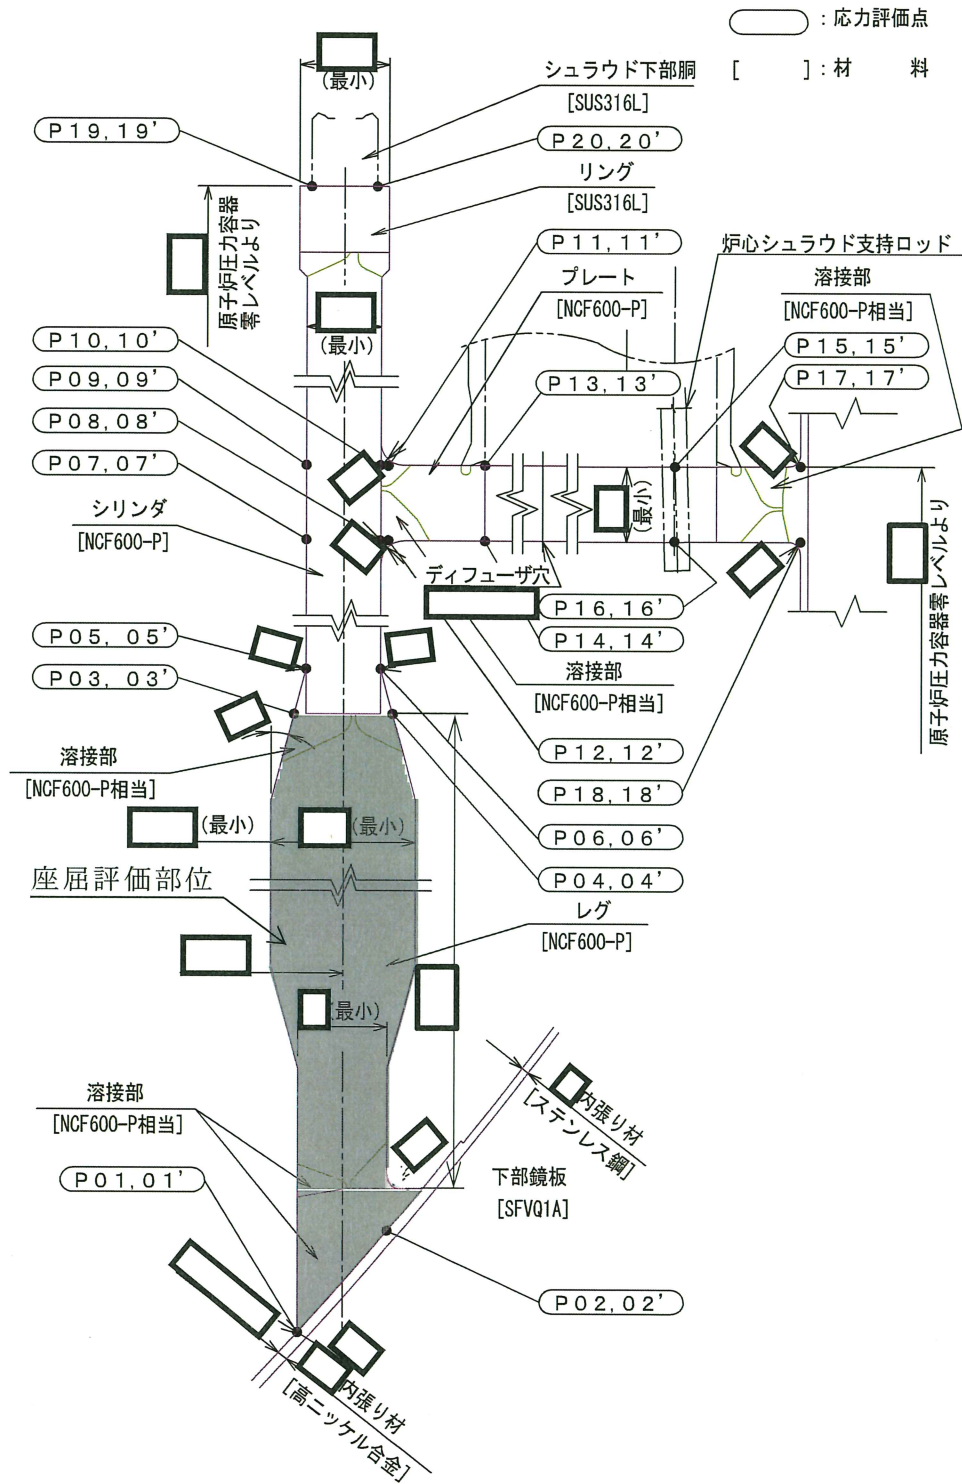 ：応力評価点
[　　]：材　料
(最小)
シュラウド下部胴
[SUS316L]
P19,19’
P20,20’
リング
[SUS316L]
原子炉圧力容器
零レベルより
P11,11’
炉心シュラウド支持ロッド
プレート
[NCF600-P]
溶接部
[NCF600-P相当]
(最小)
P10,10’
P15,15’
P09,09’
P13,13’
P17,17’
P08,08’
P07,07’
シリンダ
[NCF600-P]
(最小)
原子炉圧力容器零レベルより
ディフューザ穴
P16,16’
P05,05’
P14,14’
P03,03’
溶接部
[NCF600-P相当]
溶接部
[NCF600-P相当]
P12,12’
P18,18’
(最小)
(最小)
P06,06’
座屈評価部位
P04,04’
レグ
[NCF600-P]
(最小)
溶接部
[NCF600-P相当]
内張り材
[ステンレス鋼]
P01,01’
下部鏡板
[SFVQ1A]
P02,02’
内張り材
[高ニッケル合金]